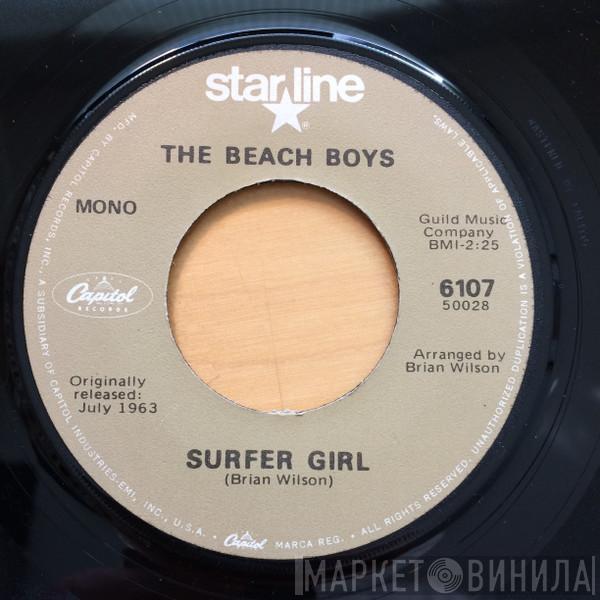 starline
®
THE BEACH BOYS
MONO
Guild Music
Company
BMI-2:25
Capitol
RECORDS
6107
50028
Arranged by
Brian Wilson
Originally
released:
July 1963
SURFER GIRL
(Brian Wilson)
MFD. BY CAPITOL RECORDS, INC., A SUBSIDIARY OF CAPITOL INDUSTRIES-EMI, INC., U.S.A. • Capitol MARCA REG. • ALL RIGHTS RESERVED. UNAUTHORIZED DUPLICATION IS A VIOLATION OF APPLICABLE LAWS.
МАРКЕТ ВИНИЛА